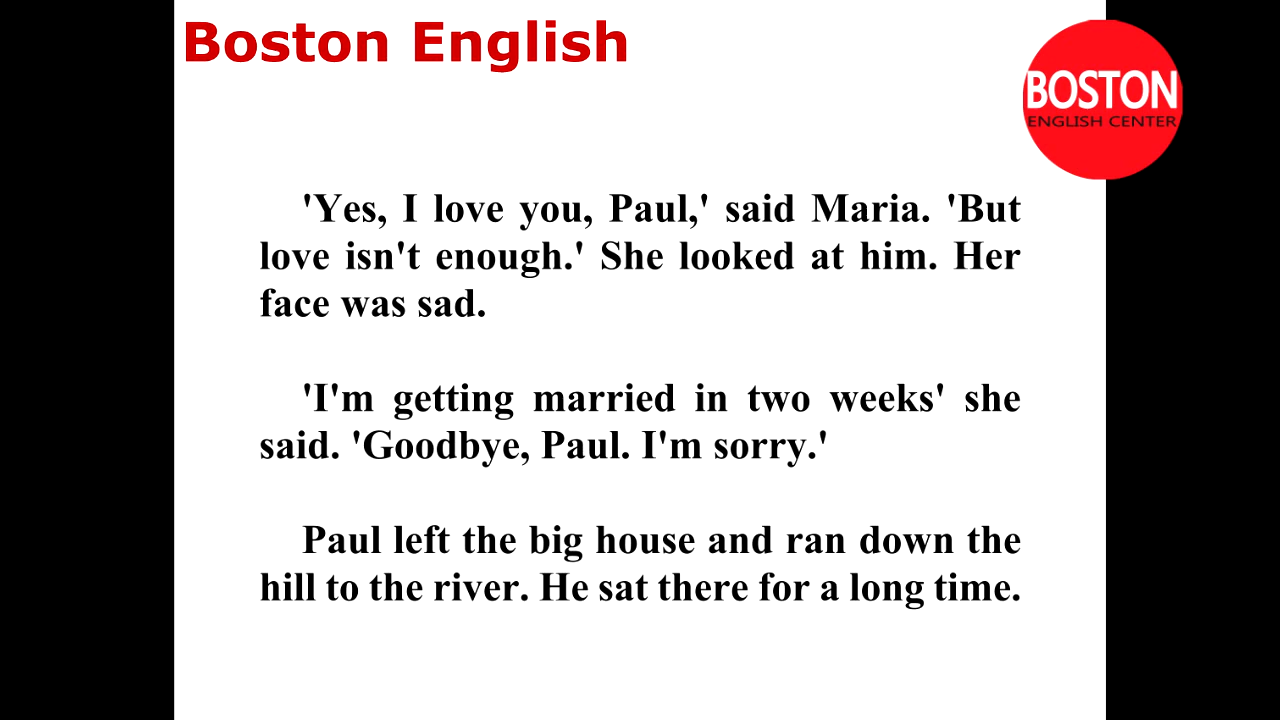 Boston English
BOSTON
ENGLISH CENTER
'Yes, I love you, Paul,' said Maria. 'But
love isn't enough.' She looked at him. Her
face was sad.
'I'm getting married in two weeks' she
said. 'Goodbye, Paul. I'm sorry.'
Paul left the big house and ran down the
hill to the river. He sat there for a long time.